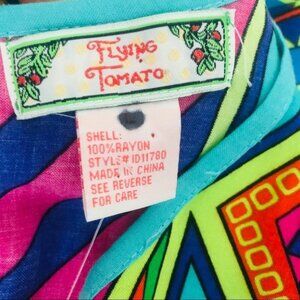 FLYING
TOMATO
SHELL:
100%RAYON
STYLE# ID11780
MADE IN CHINA
SEE REVERSE
FOR CARE